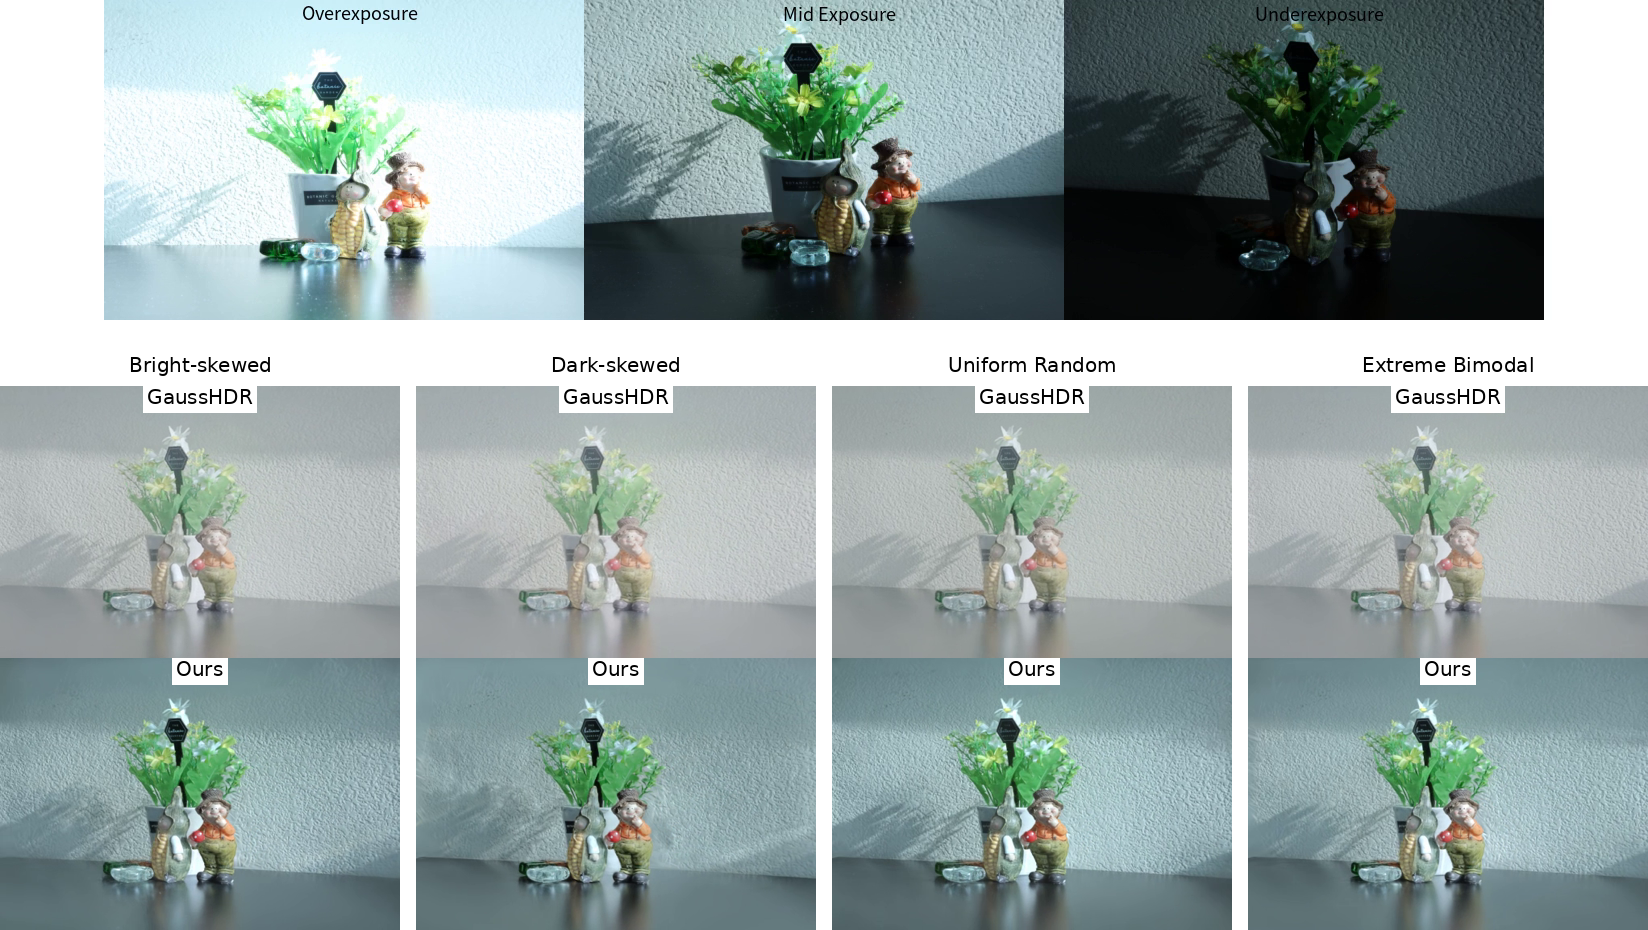 Overexposure
Mid Exposure
Underexposure
Bright-skewed
Dark-skewed
Uniform Random
Extreme Bimodal
GaussHDR
GaussHDR
GaussHDR
GaussHDR
Ours
Ours
Ours
Ours